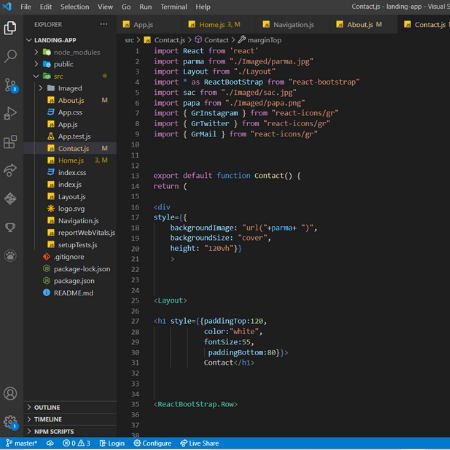 File Edit Selection View Go Run Terminal Help Contact.js - landing-app - Visual S
EXPLORER
LANDING-APP
node_modules
public
src
Imaged
About.js M
App.css
App.js
App.test.js
Contact.js M
Home.js 3, M
index.css
index.js
Layout.js
logo.svg
Navigation.js
reportWebVitals.js
setupTests.js
.gitignore
package-lock.json
package.json
README.md
OUTLINE
TIMELINE
NPM SCRIPTS
App.js Home.js 3, M Navigation.js About.js M Contact.js M
src > Contact.js > Contact > marginTop
1 import React from 'react'
2 import parma from "./Imaged/parma.jpg"
3 import Layout from "./Layout"
4 import * as ReactBootStrap from "react-bootstrap"
5 import sac from "./Imaged/sac.jpg"
6 import papa from "./Imaged/papa.png"
7 import { GrInstagram } from "react-icons/gr"
8 import { GrTwitter } from "react-icons/gr"
9 import { GrMail } from "react-icons/gr"
10
11
12
13 export default function Contact() {
14 return (
15
16 <div
17 style={{
18 backgroundImage: "url("+parma+ ")",
19 backgroundSize: "cover",
20 height: "120vh"}}
21 >
22
23
24
25 <Layout>
26
27 <h1 style={{paddingTop:120,
28 color:"white",
29 fontSize:55,
30 paddingBottom:80}}>
31 Contact</h1>
32
33
34
35 <ReactBootStrap.Row>
master* 0 3 Login Configure Live Share